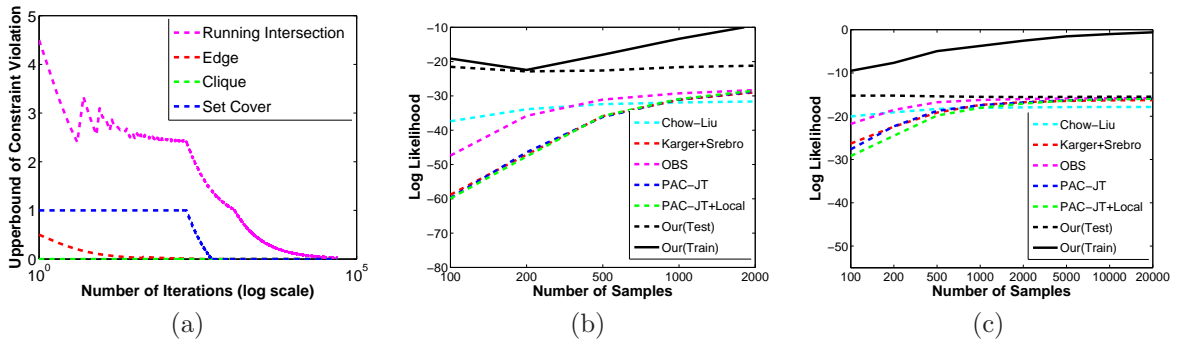 5
4
3
2
1
0
Upperbound of Constraint Violation
10^0
10^5
Number of Iterations (log scale)
Running Intersection
Edge
Clique
Set Cover
(a)
0
−10
−20
−30
−40
−50
−60
−70
−80
Log Likelihood
100
200
500
1000
2000
Number of Samples
Chow−Liu
Karger+Srebro
OBS
PAC−JT
PAC−JT+Local
Our(Test)
Our(Train)
(b)
0
−10
−20
−30
−40
−50
Log Likelihood
100
200
500
1000
2000
5000
10000
20000
Number of Samples
Chow−Liu
Karger+Srebro
OBS
PAC−JT
PAC−JT+Local
Our(Test)
Our(Train)
(c)